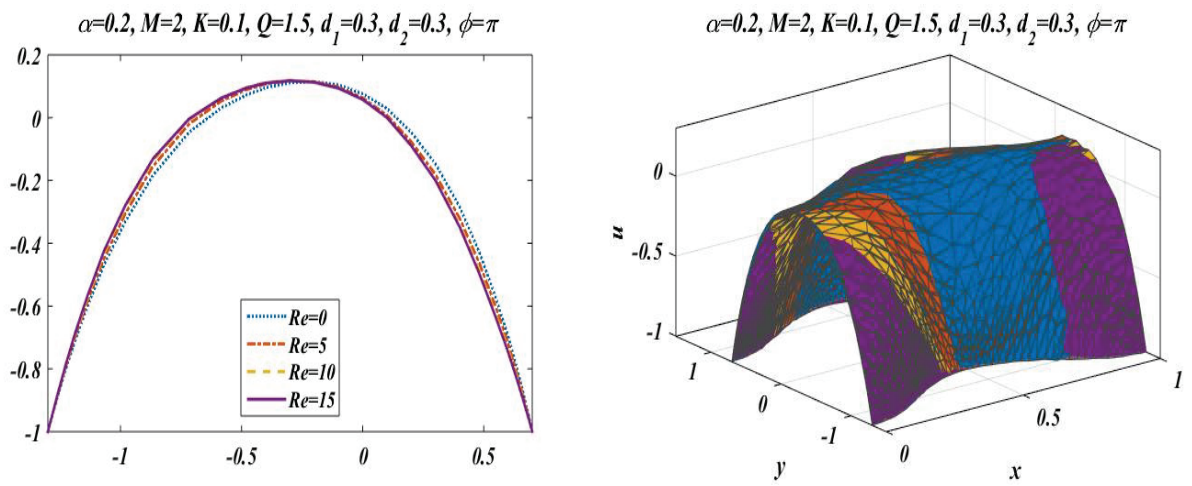 α=0.2, M=2, K=0.1, Q=1.5, d1=0.3, d2=0.3, ϕ=π
0.2
0
-0.2
-0.4
-0.6
-0.8
-1
-1
-0.5
0
0.5
Re=0
Re=5
Re=10
Re=15
α=0.2, M=2, K=0.1, Q=1.5, d1=0.3, d2=0.3, ϕ=π
u
0
-0.5
-1
1
0
-1
y
0
0.5
1
x